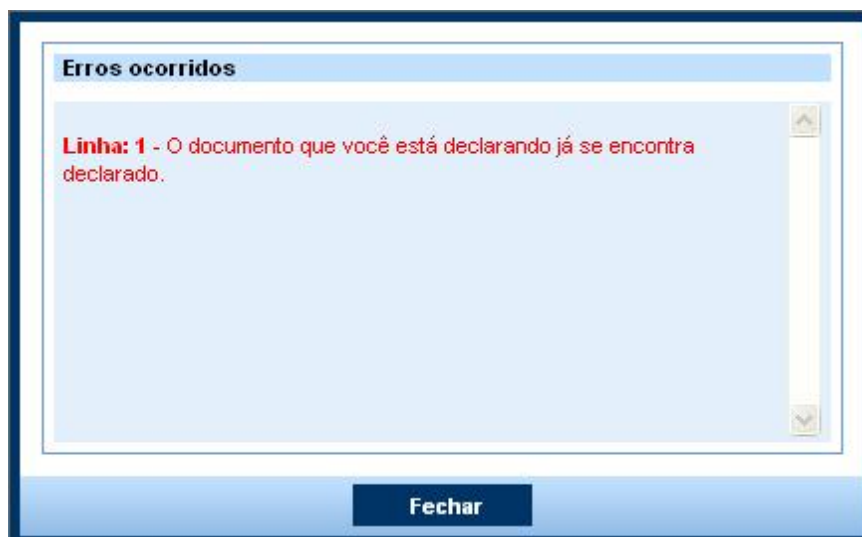 Erros ocorridos
Linha: 1 - O documento que você está declarando já se encontra
declarado.
Fechar